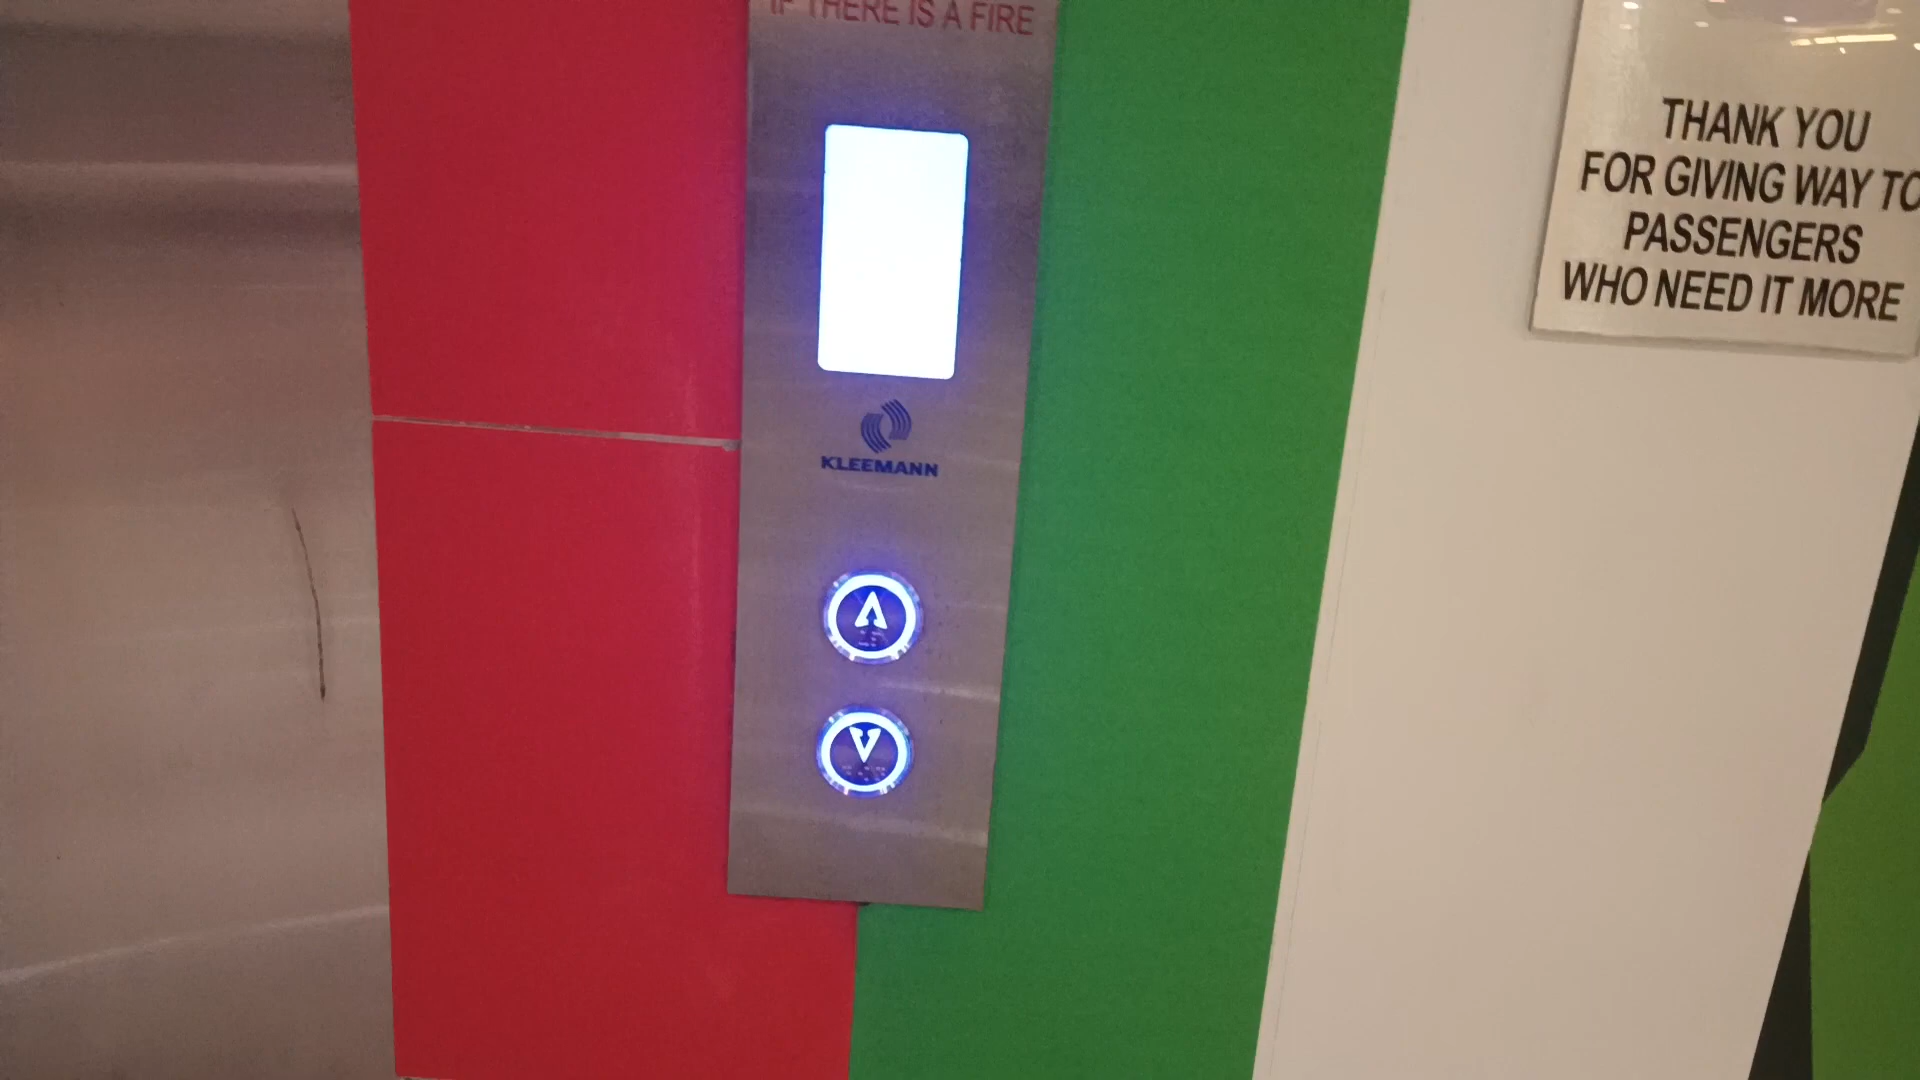 IF THERE IS A FIRE
KLEEMANN
THANK YOU
FOR GIVING WAY TO
PASSENGERS
WHO NEED IT MORE